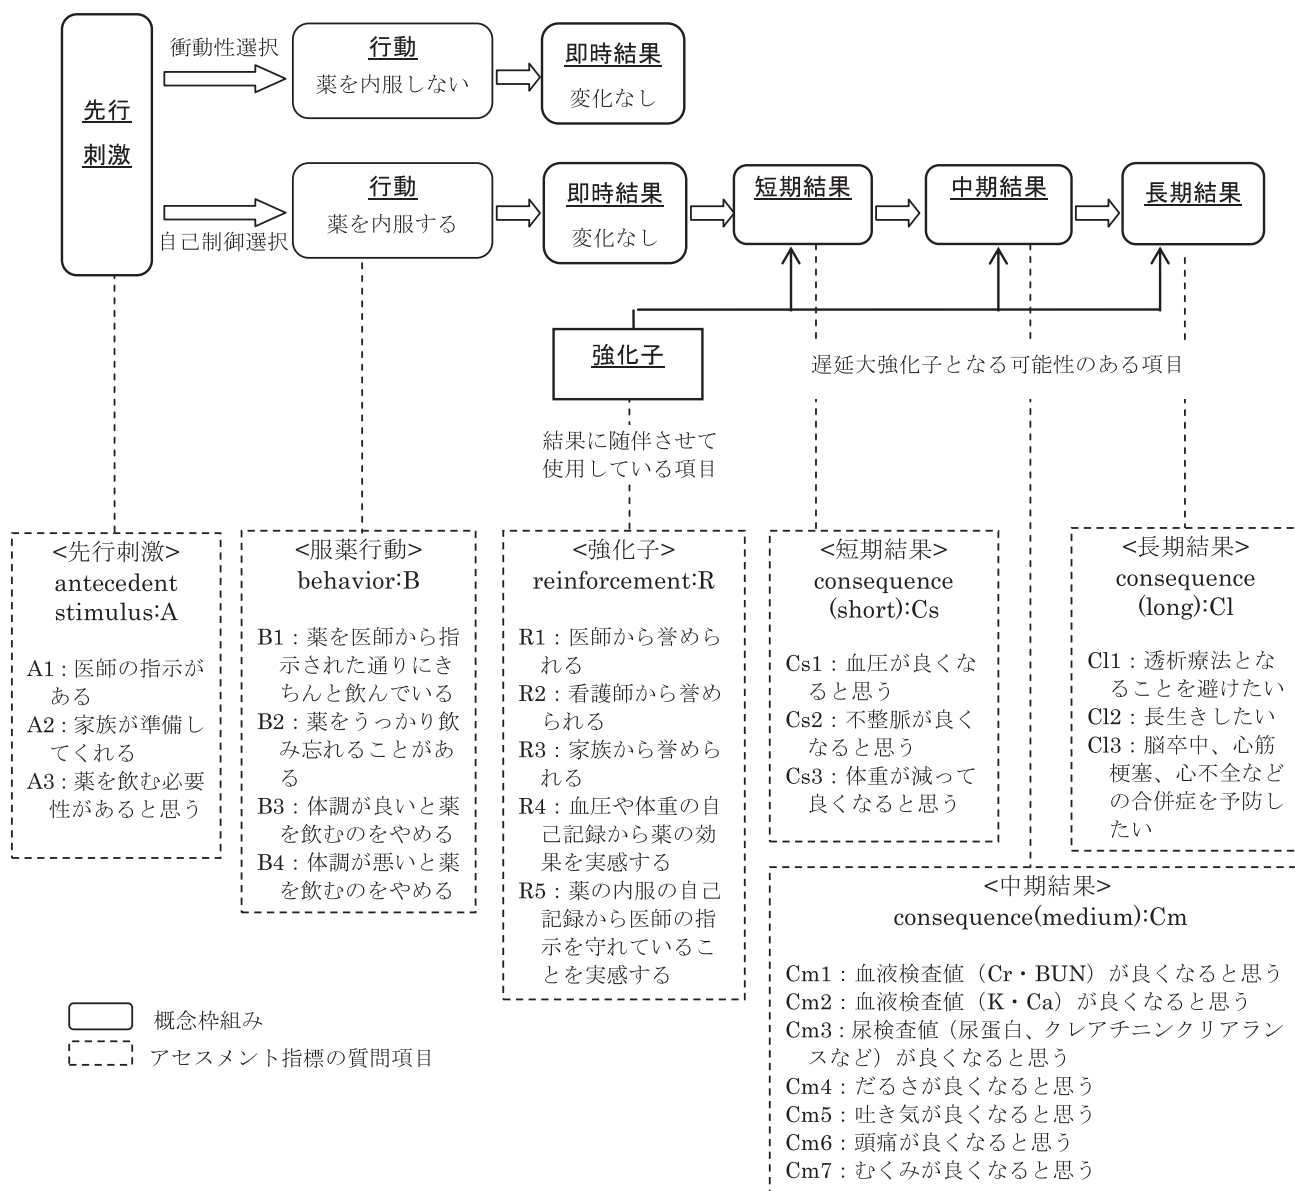 衝動性選択
行動
薬を内服しない
即時結果
変化なし
先行
刺激
自己制御選択
行動
薬を内服する
即時結果
変化なし
短期結果
中期結果
長期結果
強化子
遅延大強化子となる可能性のある項目
結果に随伴させて
使用している項目
<先行刺激>
antecedent
stimulus:A
A1：医師の指示が
ある
A2：家族が準備し
てくれる
A3：薬を飲む必要
性があると思う
<服薬行動>
behavior:B
B1：薬を医師から指
示された通りにき
ちんと飲んでいる
B2：薬をうっかり飲
み忘れることがあ
る
B3：体調が良いと薬
を飲むのをやめる
B4：体調が悪いと薬
を飲むのをやめる
<強化子>
reinforcement:R
R1：医師から誉めら
れる
R2：看護師から誉め
られる
R3：家族から誉めら
れる
R4：血圧や体重の自
己記録から薬の効
果を実感する
R5：薬の内服の自己
記録から医師の指
示を守れているこ
とを実感する
<短期結果>
consequence
(short):Cs
Cs1：血圧が良くな
ると思う
Cs2：不整脈が良く
なると思う
Cs3：体重が減って
良くなると思う
<長期結果>
consequence
(long):Cl
Cl1：透析療法とな
ることを避けたい
Cl2：長生きしたい
Cl3：脳卒中、心筋
梗塞、心不全など
の合併症を予防し
たい
<中期結果>
consequence(medium):Cm
Cm1：血液検査値（Cr・BUN）が良くなると思う
Cm2：血液検査値（K・Ca）が良くなると思う
Cm3：尿検査値（尿蛋白、クレアチニンクリアラン
スなど）が良くなると思う
Cm4：だるさが良くなると思う
Cm5：吐き気が良くなると思う
Cm6：頭痛が良くなると思う
Cm7：むくみが良くなると思う
概念枠組み
アセスメント指標の質問項目